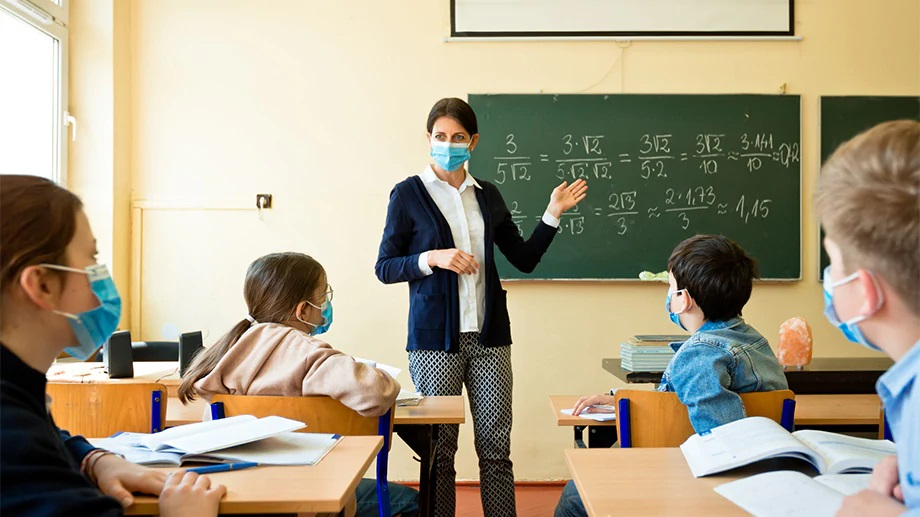 3/5√2 = 3·√2/5·√2·√2 = 3√2/5·2 = 3√2/10 ≈ 3·1,41/10 ≈ 0,42
= 2√3/3 ≈ 2·1,73/3 ≈ 1,15